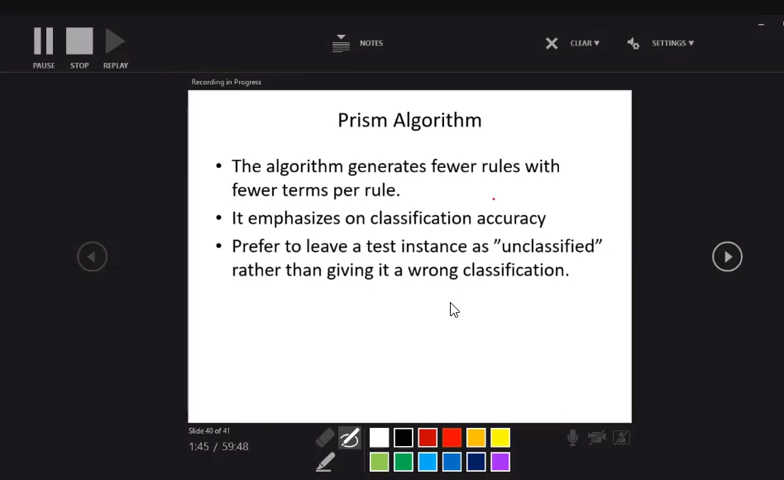 NOTES
CLEAR
SETTINGS
PAUSE
STOP
REPLAY
Recording in Progress
Prism Algorithm
• The algorithm generates fewer rules with
fewer terms per rule.
• It emphasizes on classification accuracy
• Prefer to leave a test instance as ”unclassified”
rather than giving it a wrong classification.
Slide 40 of 41
1:45 / 59:48